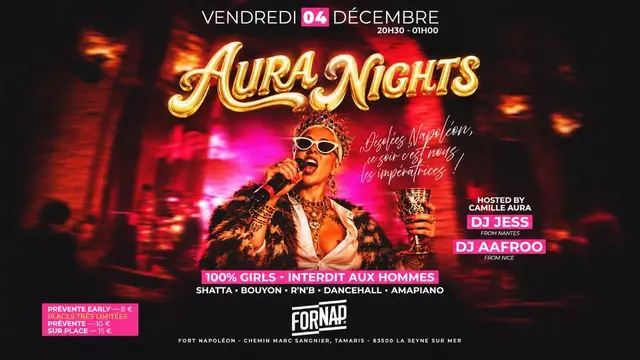 VENDREDI 04 DÉCEMBRE
20H30 - 01H00
AURA NIGHTS
Désolées Napoléon,
ce soir c'est nous
les impératrices !
HOSTED BY
CAMILLE AURA
DJ JESS
FROM NANTES
DJ AAFROO
FROM NICE
100% GIRLS - INTERDIT AUX HOMMES
SHATTA • BOUYON • R'N'B • DANCEHALL • AMAPIANO
PRÉVENTE EARLY — 8 €
PLACES TRÈS LIMITÉES
PRÉVENTE — 10 €
SUR PLACE — 15 €
FORNAP
FORT NAPOLÉON - CHEMIN MARC SANGNIER, TAMARIS - 83500 LA SEYNE SUR MER